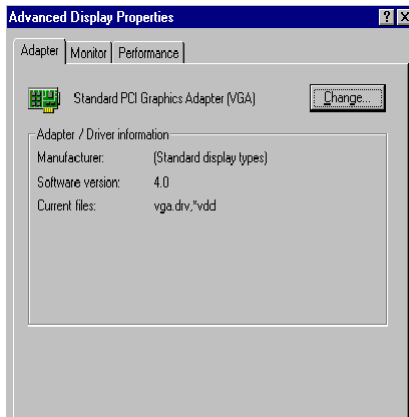 Advanced Display Properties
Adapter Monitor Performance
Standard PCI Graphics Adapter (VGA) Change...
Adapter / Driver information
Manufacturer: (Standard display types)
Software version: 4.0
Current files: vga.drv,*vdd